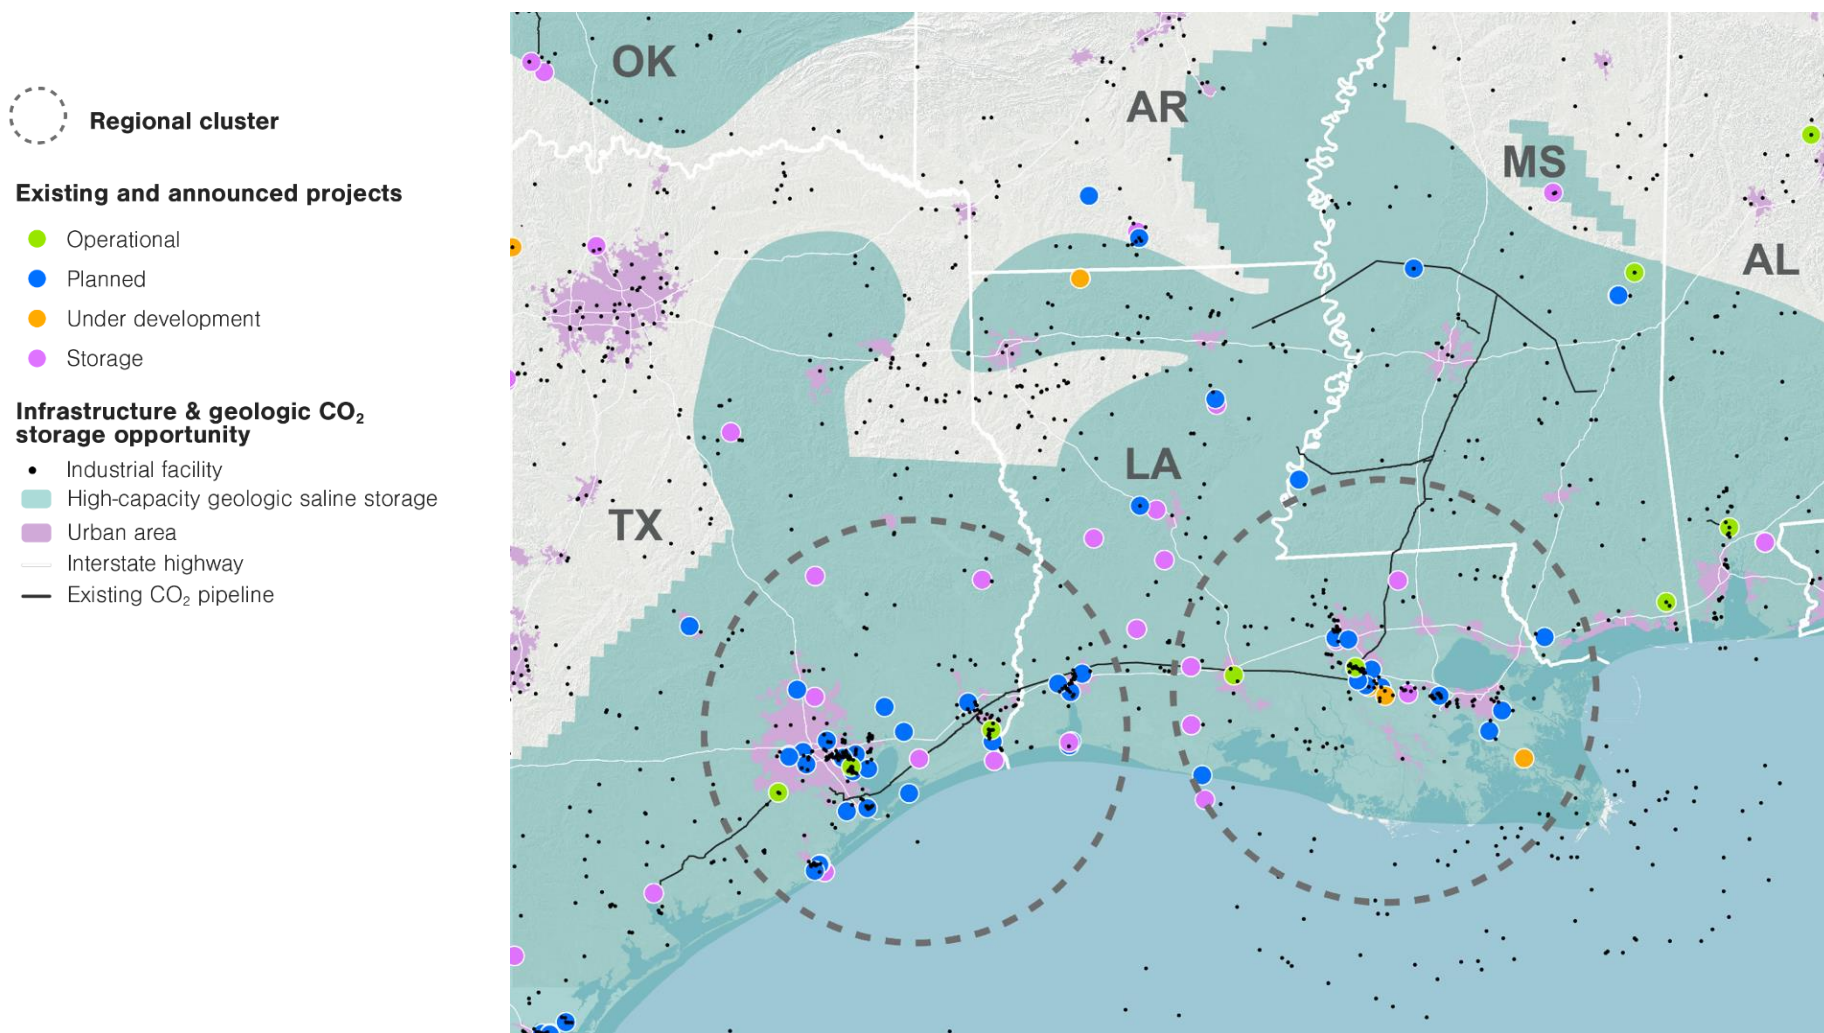 Regional cluster
Existing and announced projects
Operational
Planned
Under development
Storage
Infrastructure & geologic CO₂
storage opportunity
Industrial facility
High-capacity geologic saline storage
Urban area
Interstate highway
Existing CO₂ pipeline
OK
AR
MS
AL
LA
TX